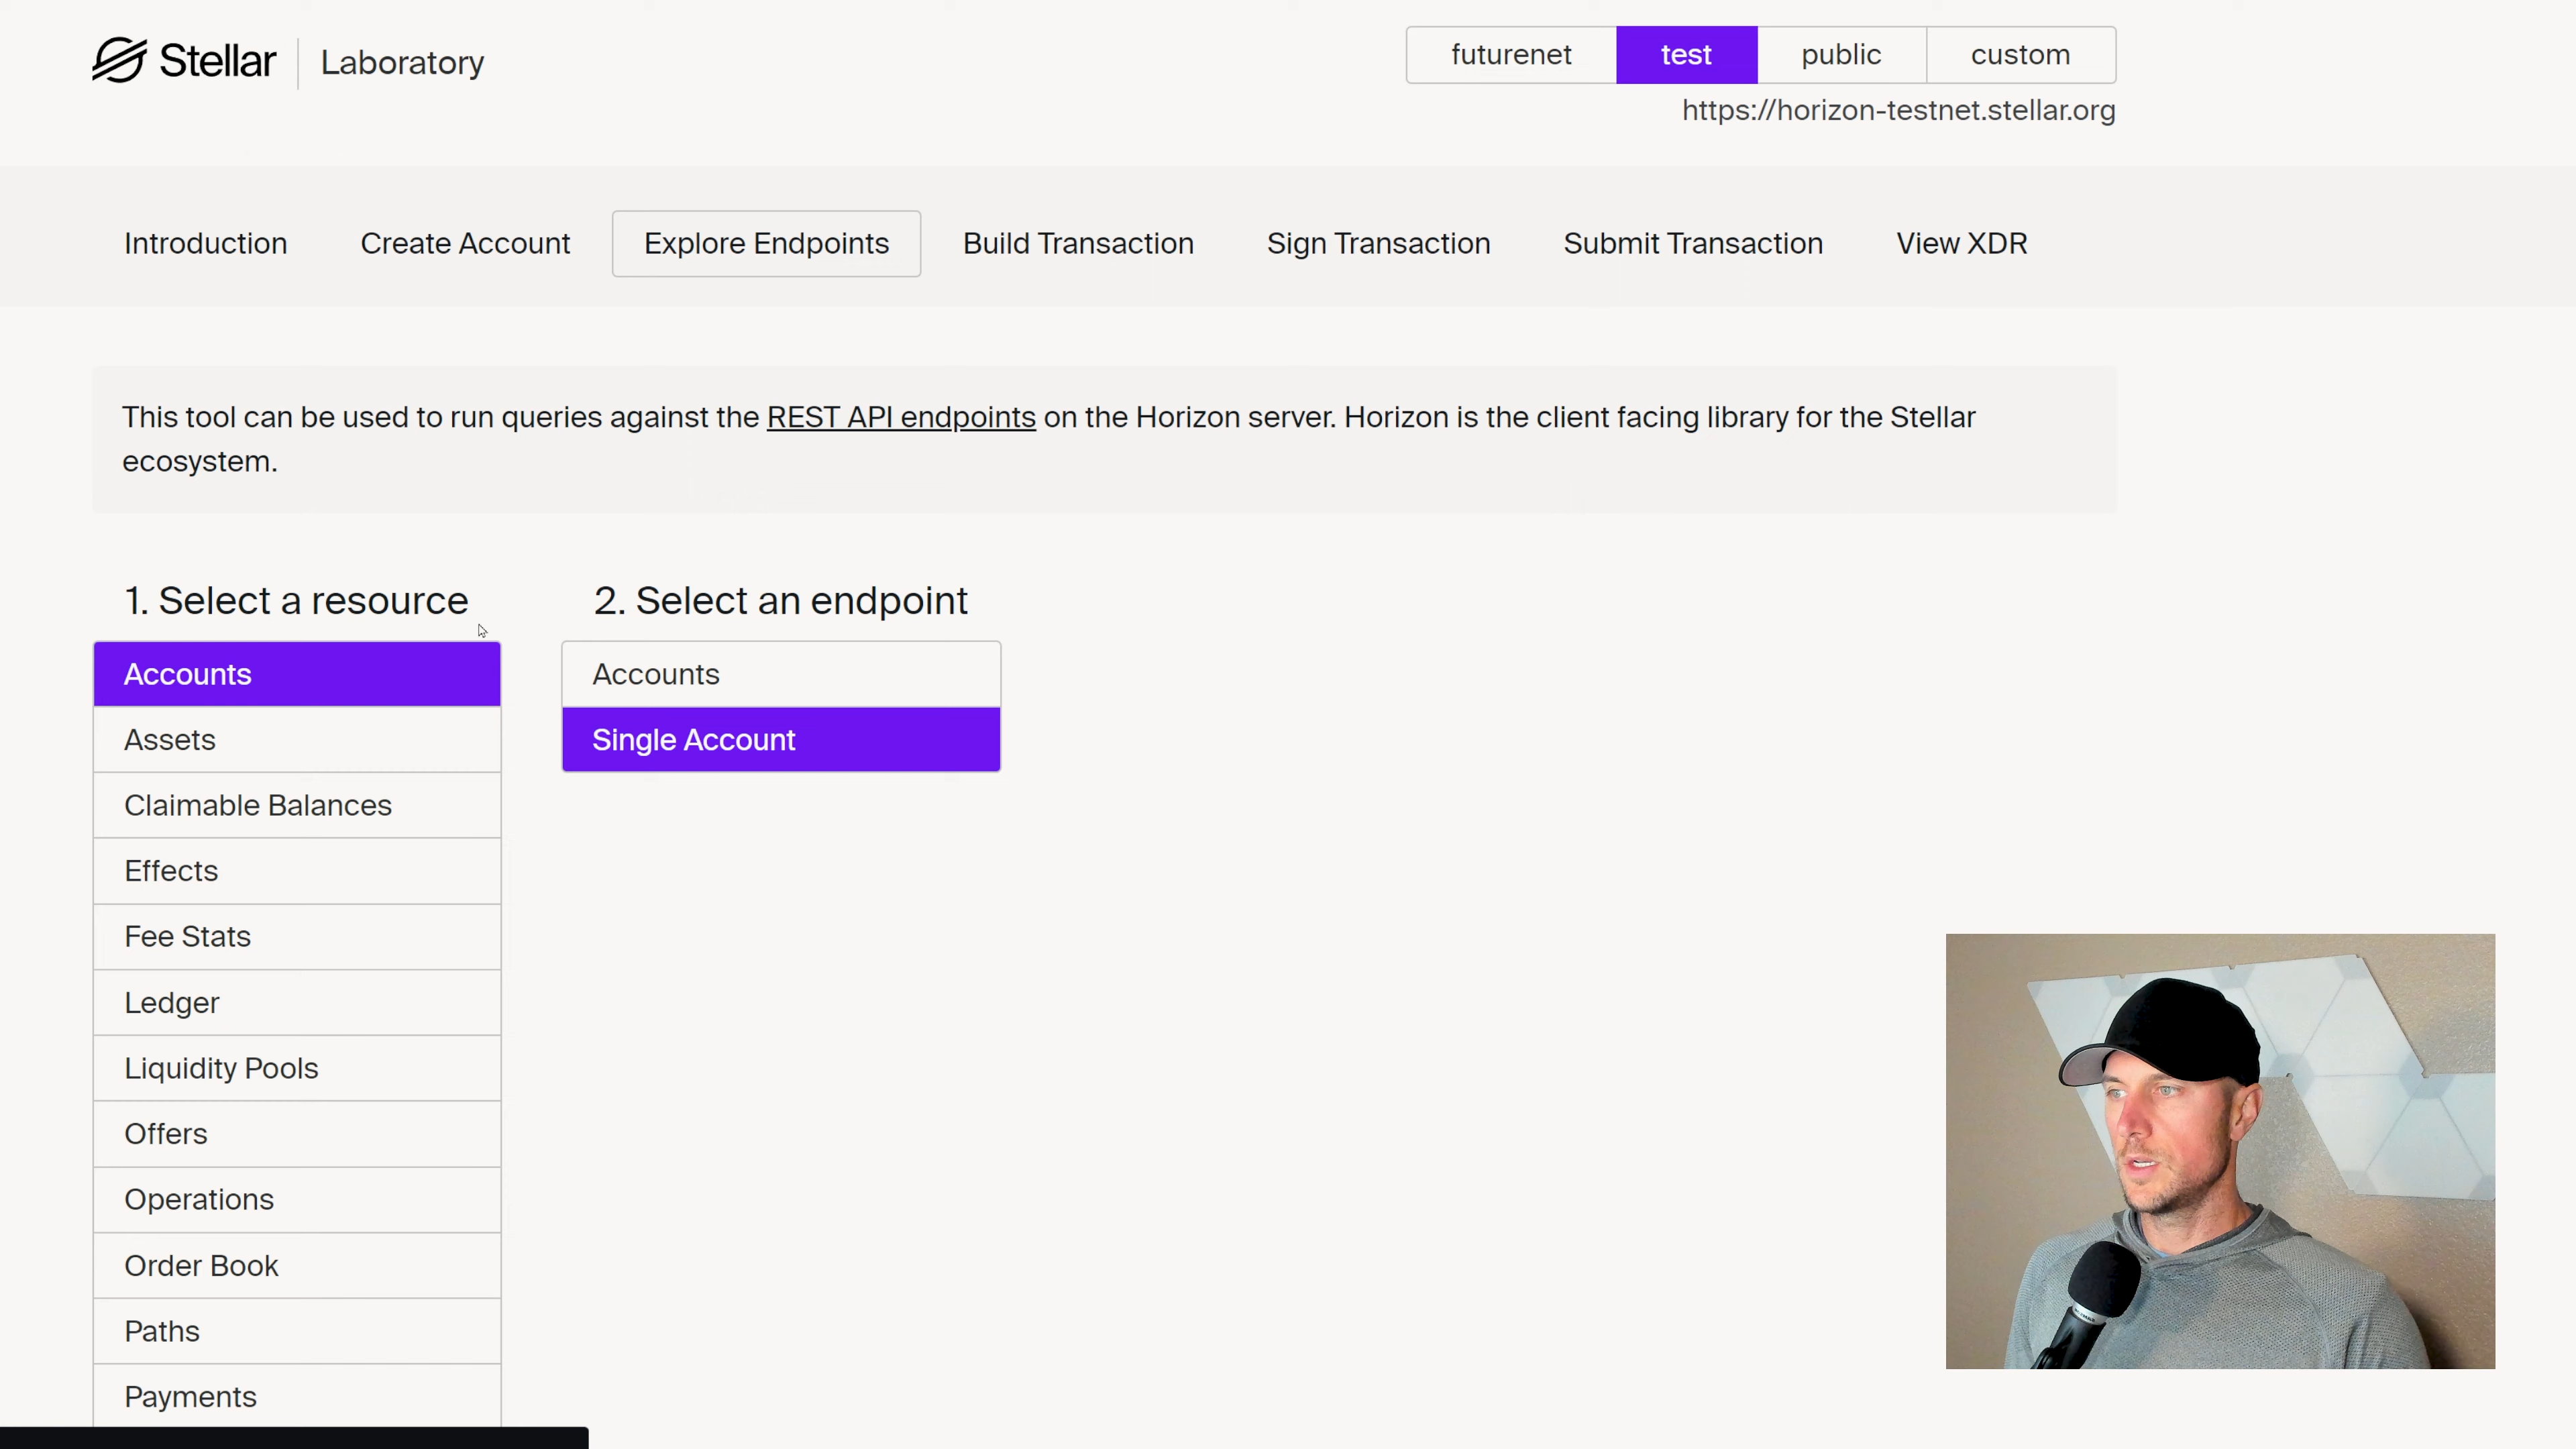 Stellar
Laboratory
futurenet
test
public
custom
https://horizon-testnet.stellar.org
Introduction
Create Account
Explore Endpoints
Build Transaction
Sign Transaction
Submit Transaction
View XDR
This tool can be used to run queries against the REST API endpoints on the Horizon server. Horizon is the client facing library for the Stellar
ecosystem.
1. Select a resource
Accounts
Assets
Claimable Balances
Effects
Fee Stats
Ledger
Liquidity Pools
Offers
Operations
Order Book
Paths
Payments
2. Select an endpoint
Accounts
Single Account